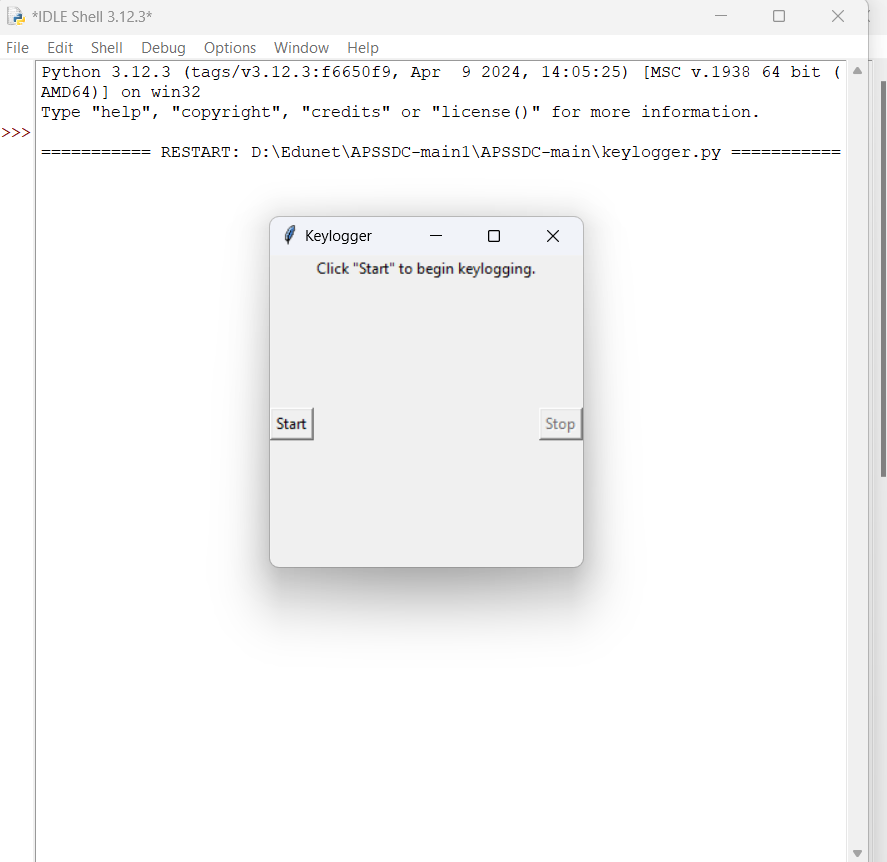 *IDLE Shell 3.12.3*
File Edit Shell Debug Options Window Help
Python 3.12.3 (tags/v3.12.3:f6650f9, Apr  9 2024, 14:05:25) [MSC v.1938 64 bit (
AMD64)] on win32
Type "help", "copyright", "credits" or "license()" for more information.
>>>
=========== RESTART: D:\Edunet\APSSDC-main1\APSSDC-main\keylogger.py ===========
Keylogger
Click "Start" to begin keylogging.
Start Stop